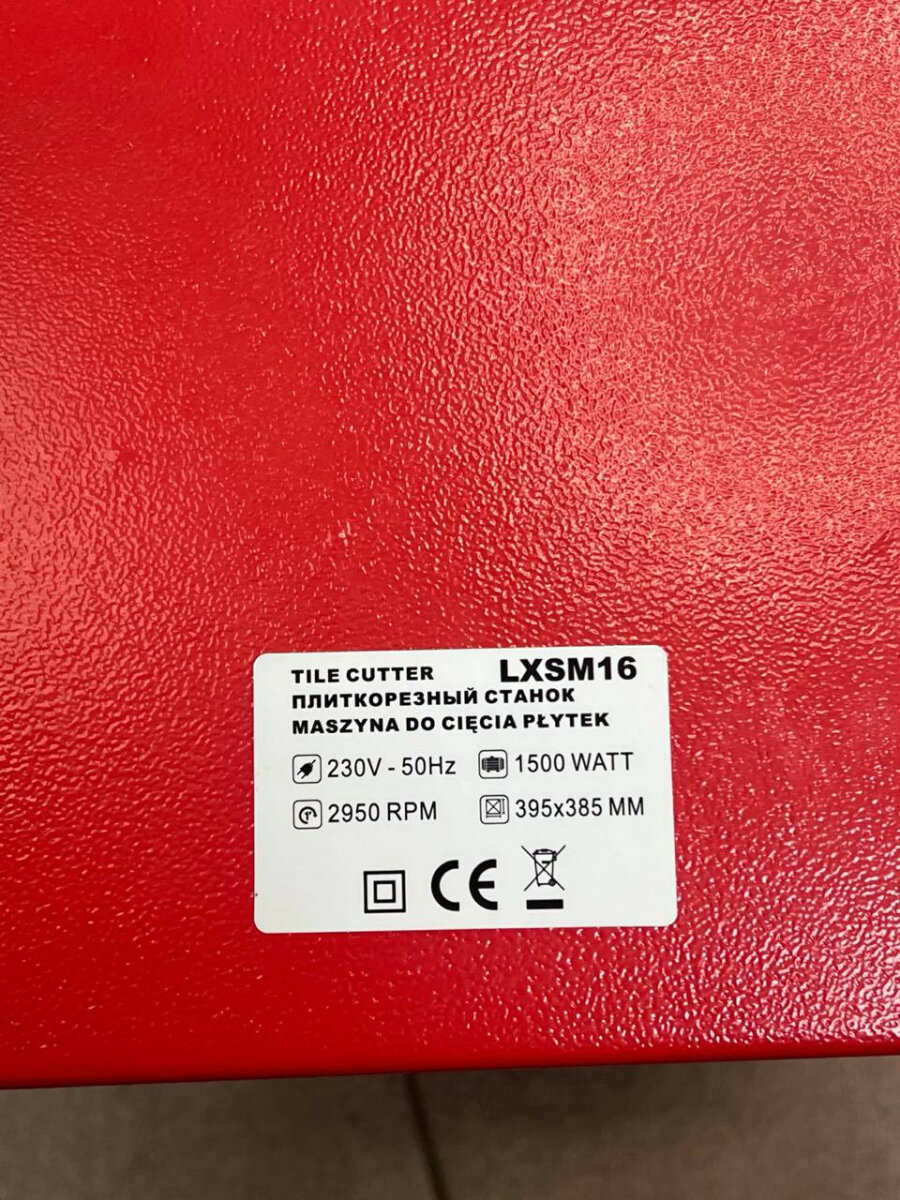 TILE CUTTER LXSM16
ПЛИТКОРЕЗНЫЙ СТАНОК
MASZYNA DO CIĘCIA PŁYTEK
230V - 50Hz 1500 WATT
2950 RPM 395x385 MM
CE